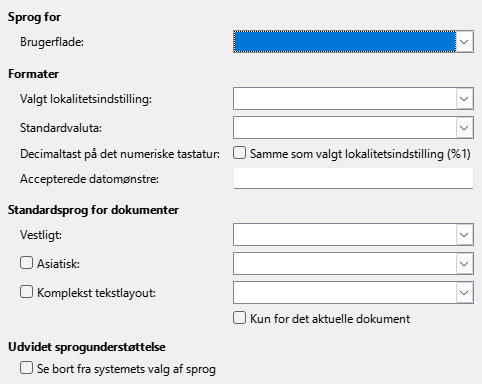 Sprog for
Brugerflade:
Formater
Valgt lokalitetsindstilling:
Standardvaluta:
Decimaltast på det numeriske tastatur: Samme som valgt lokalitetsindstilling (%1)
Accepterede datomønstre:
Standardsprog for dokumenter
Vestligt:
Asiatisk:
Komplekst tekstlayout:
Kun for det aktuelle dokument
Udvidet sprogunderstøttelse
Se bort fra systemets valg af sprog